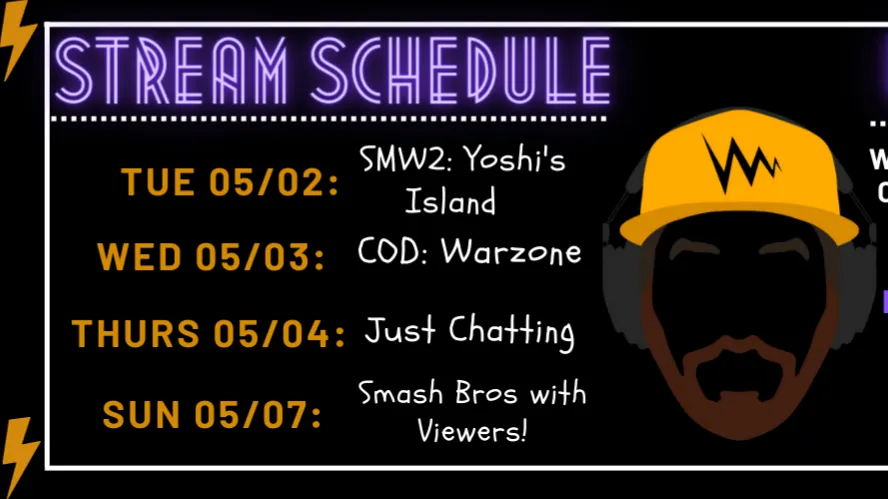 STREAM SCHEDULE
TUE 05/02: SMW2: Yoshi's
Island
WED 05/03: COD: Warzone
THURS 05/04: Just Chatting
SUN 05/07: Smash Bros with
Viewers!